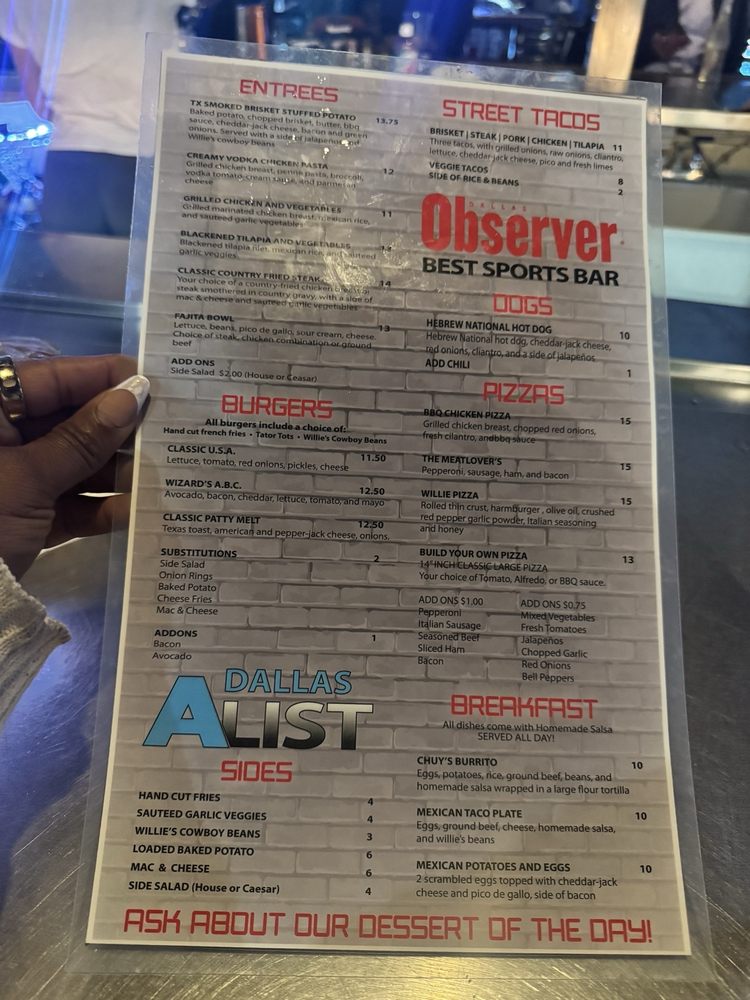 ENTREES
TX SMOKED BRISKET STUFFED POTATO 13.75
Baked potato, chopped brisket, butter, bbq
sauce, cheddar-jack cheese, bacon and green
onions. Served with a side of jalapeños and
Willie's cowboy beans
CREAMY VODKA CHICKEN PASTA 12
Grilled chicken breast, penne pasta, broccoli,
vodka tomato-cream sauce, and parmesan
cheese
GRILLED CHICKEN AND VEGETABLES 11
Grilled marinated chicken breast, mexican rice,
and sauteed garlic vegetables
BLACKENED TILAPIA AND VEGETABLES
Blackened tilapia filet, mexican rice, and sauteed
garlic veggies.
CLASSIC COUNTRY FRIED STEAK 14
Your choice of a country-fried chicken breast or
steak smothered in country gravy, with a side of
mac & cheese and sauteed garlic vegetables
FAJITA BOWL 13
Lettuce, beans, pico de gallo, sour cream, cheese.
Choice of steak, chicken combination or ground
beef
ADD ONS
Side Salad $2.00 (House or Ceasar)
BURGERS
All burgers include a choice of:
Hand cut french fries • Tator Tots • Willie's Cowboy Beans
CLASSIC U.S.A. 11.50
Lettuce, tomato, red onions, pickles, cheese
WIZARD'S A.B.C. 12.50
Avocado, bacon, cheddar, lettuce, tomato, and mayo
CLASSIC PATTY MELT 12.50
Texas toast, american and pepper-jack cheese, onions,
SUBSTITUTIONS 2
Side Salad
Onion Rings
Baked Potato
Cheese Fries
Mac & Cheese
ADDONS 1
Bacon
Avocado
DALLAS
ALIST
SIDES
HAND CUT FRIES 4
SAUTEED GARLIC VEGGIES 4
WILLIE'S COWBOY BEANS 3
LOADED BAKED POTATO 6
MAC & CHEESE 6
SIDE SALAD (House or Caesar) 4
STREET TACOS
BRISKET | STEAK | PORK | CHICKEN | TILAPIA 11
Three tacos, with grilled onions, raw onions, cliantro,
lettuce, cheddar-jack cheese, pico and fresh limes
VEGGIE TACOS 8
SIDE OF RICE & BEANS 2
DALLAS
Observer
BEST SPORTS BAR
DOGS
HEBREW NATIONAL HOT DOG 10
Hebrew National hot dog, cheddar-jack cheese,
red onions, cliantro, and a side of jalapeños
ADD CHILI 1
PIZZAS
BBQ CHICKEN PIZZA 15
Grilled chicken breast, chopped red onions,
fresh cilantro, andbbq sauce
THE MEATLOVER'S 15
Pepperoni, sausage, ham, and bacon
WILLIE PIZZA 15
Rolled thin crust, hamburger , olive oil, crushed
red pepper garlic powder, Italian seasoning
and honey
BUILD YOUR OWN PIZZA 13
14" INCH CLASSIC LARGE PIZZA
Your choice of Tomato, Alfredo, or BBQ sauce.
ADD ONS $1.00
Pepperoni
Italian Sausage
Seasoned Beef
Sliced Ham
Bacon
ADD ONS $0.75
Mixed Vegetables
Fresh Tomatoes
Jalapeños
Chopped Garlic
Red Onions
Bell Peppers
BREAKFAST
All dishes come with Homemade Salsa
SERVED ALL DAY!
CHUY'S BURRITO 10
Eggs, potatoes, rice, ground beef, beans, and
homemade salsa wrapped in a large flour tortilla
MEXICAN TACO PLATE 10
Eggs, ground beef, cheese, homemade salsa,
and willie's beans
MEXICAN POTATOES AND EGGS 10
2 scrambled eggs topped with cheddar-jack
cheese and pico de gallo, side of bacon
ASK ABOUT OUR DESSERT OF THE DAY!